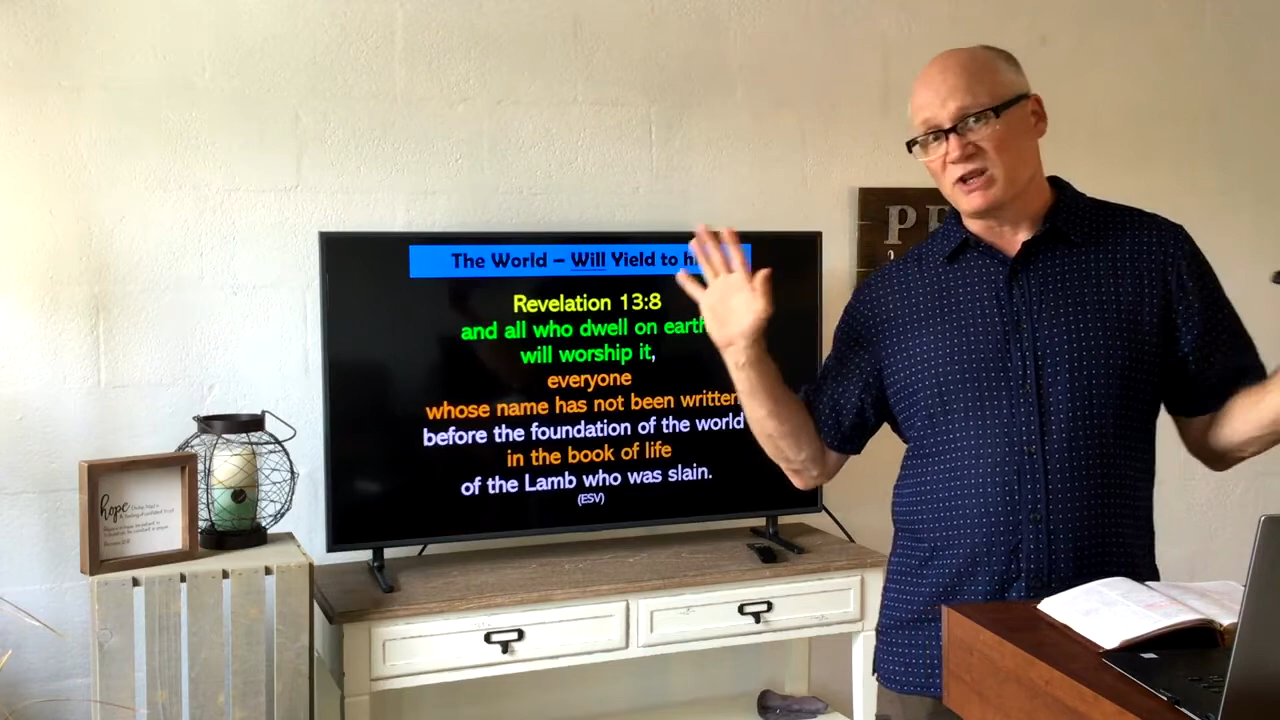 The World – Will Yield to
Revelation 13:8
and all who dwell on earth
will worship it,
everyone
whose name has not been written
before the foundation of the world
in the book of life
of the Lamb who was slain.
(ESV)
hope